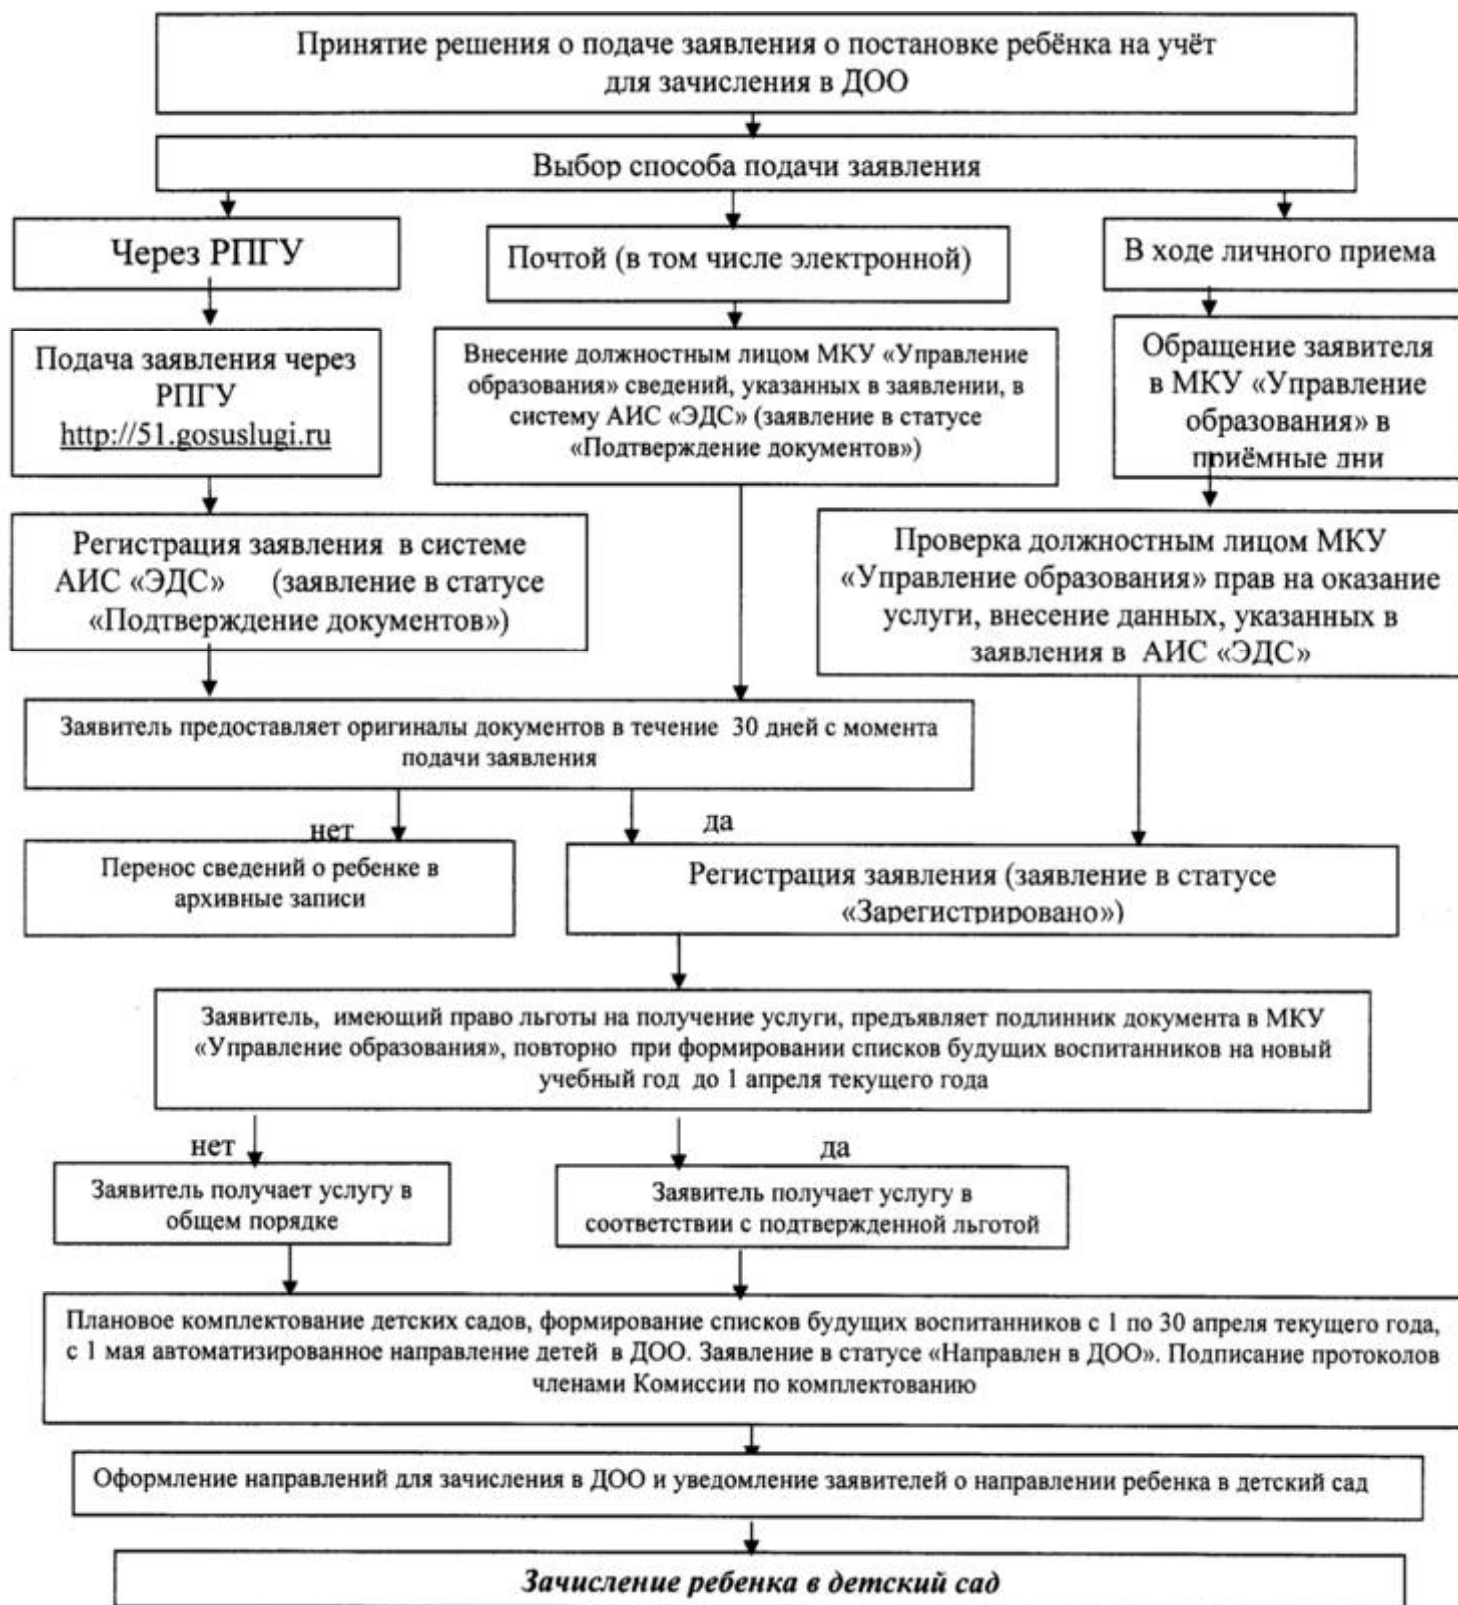 Принятие решения о подаче заявления о постановке ребёнка на учёт
для зачисления в ДОО
Выбор способа подачи заявления
Через РПГУ
Почтой (в том числе электронной)
В ходе личного приема
Подача заявления через
РПГУ
http://51.gosuslugi.ru
Внесение должностным лицом МКУ «Управление
образования» сведений, указанных в заявлении, в
систему АИС «ЭДС» (заявление в статусе
«Подтверждение документов»)
Обращение заявителя
в МКУ «Управление
образования» в
приёмные дни
Регистрация заявления в системе
АИС «ЭДС» (заявление в статусе
«Подтверждение документов»)
Проверка должностным лицом МКУ
«Управление образования» прав на оказание
услуги, внесение данных, указанных в
заявления в АИС «ЭДС»
Заявитель предоставляет оригиналы документов в течение 30 дней с момента
подачи заявления
нет
да
Перенос сведений о ребенке в
архивные записи
Регистрация заявления (заявление в статусе
«Зарегистрировано»)
Заявитель, имеющий право льготы на получение услуги, предъявляет подлинник документа в МКУ
«Управление образования», повторно при формировании списков будущих воспитанников на новый
учебный год до 1 апреля текущего года
нет
да
Заявитель получает услугу в
общем порядке
Заявитель получает услугу в
соответствии с подтвержденной льготой
Плановое комплектование детских садов, формирование списков будущих воспитанников с 1 по 30 апреля текущего года,
с 1 мая автоматизированное направление детей в ДОО. Заявление в статусе «Направлен в ДОО». Подписание протоколов
членами Комиссии по комплектованию
Оформление направлений для зачисления в ДОО и уведомление заявителей о направлении ребенка в детский сад
Зачисление ребенка в детский сад